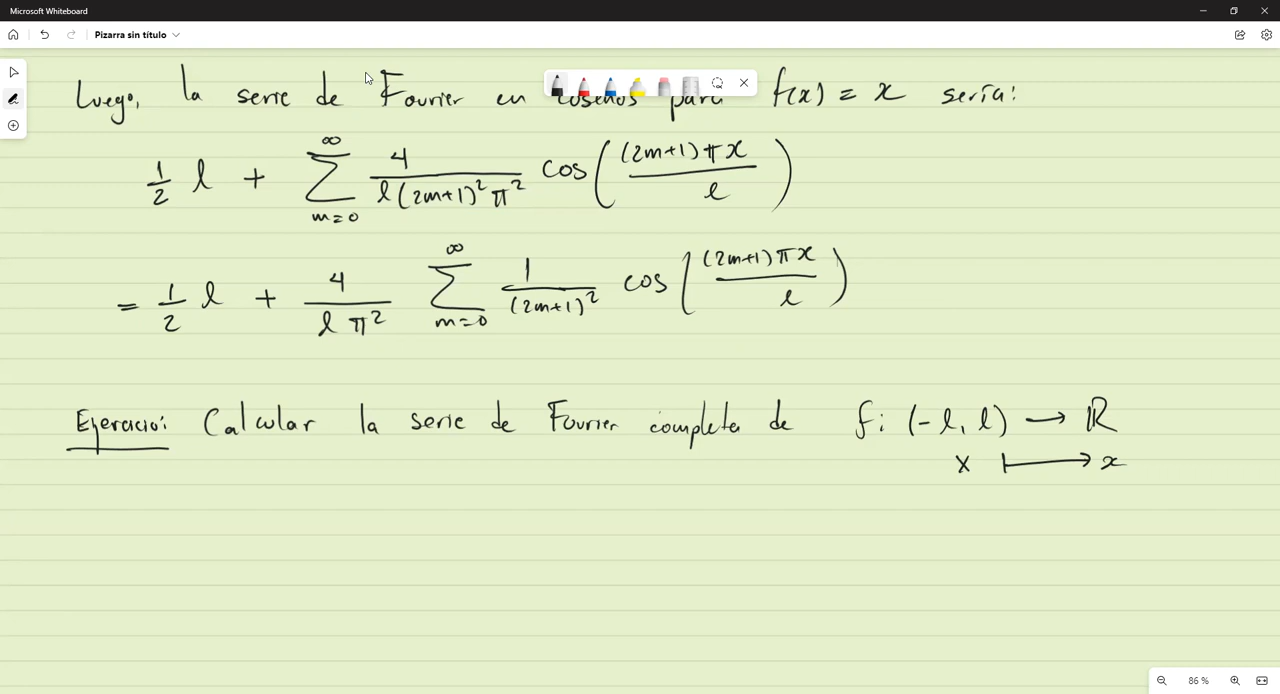 Microsoft Whiteboard
Pizarra sin título
Luego, la serie de Fourier en cosenos para f(x) = x sería:
1/2 l + ∑_{m=0}^{∞} 4/(l(2m+1)²π²) cos((2m+1)πx/l)
= 1/2 l + 4/(lπ²) ∑_{m=0}^{∞} 1/(2m+1)² cos((2m+1)πx/l)
Ejercicio: Calcular la serie de Fourier completa de f: (-l, l) → ℝ
x ↦ x
86 %